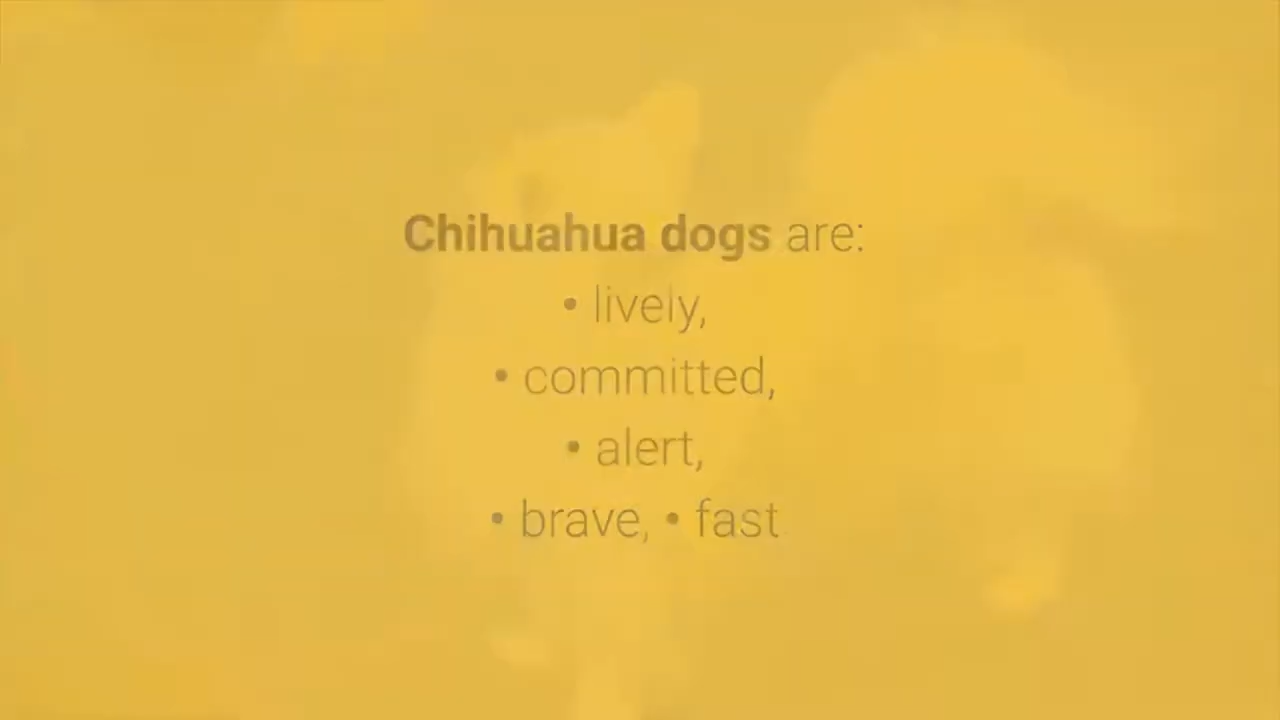 Chihuahua dogs are:
• lively,
• committed,
• alert,
• brave, • fast